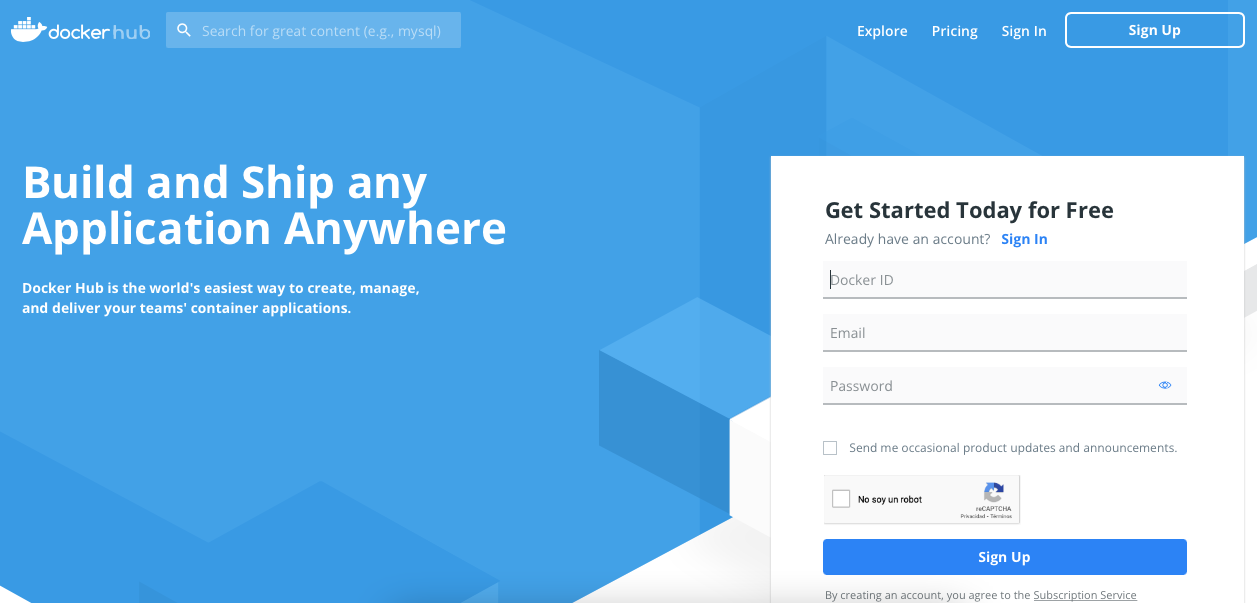 dockerhub
Search for great content (e.g., mysql)
Explore
Pricing
Sign In
Sign Up
Build and Ship any
Application Anywhere
Docker Hub is the world's easiest way to create, manage,
and deliver your teams' container applications.
Get Started Today for Free
Already have an account? Sign In
Docker ID
Email
Password
Send me occasional product updates and announcements.
No soy un robot
reCAPTCHA
Privacidad - Términos
Sign Up
By creating an account, you agree to the Subscription Service